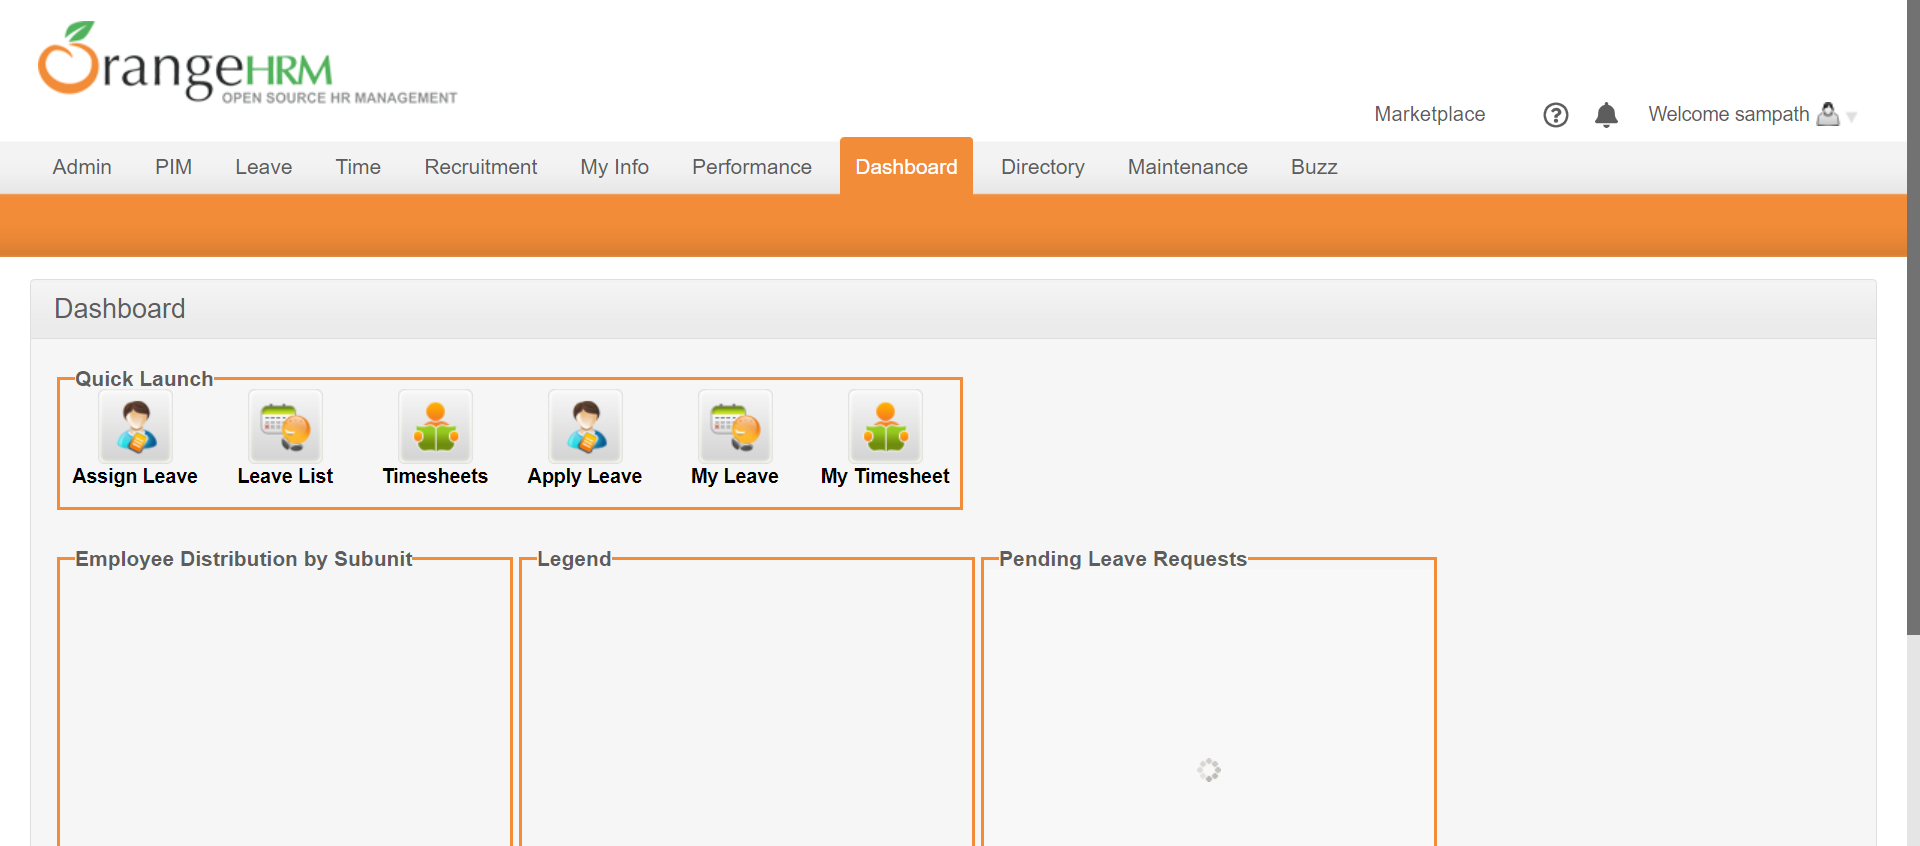 OrangeHRM
OPEN SOURCE HR MANAGEMENT
Marketplace ? Welcome sampath
Admin PIM Leave Time Recruitment My Info Performance Dashboard Directory Maintenance Buzz
Dashboard
Quick Launch
Assign Leave Leave List Timesheets Apply Leave My Leave My Timesheet
Employee Distribution by Subunit Legend Pending Leave Requests